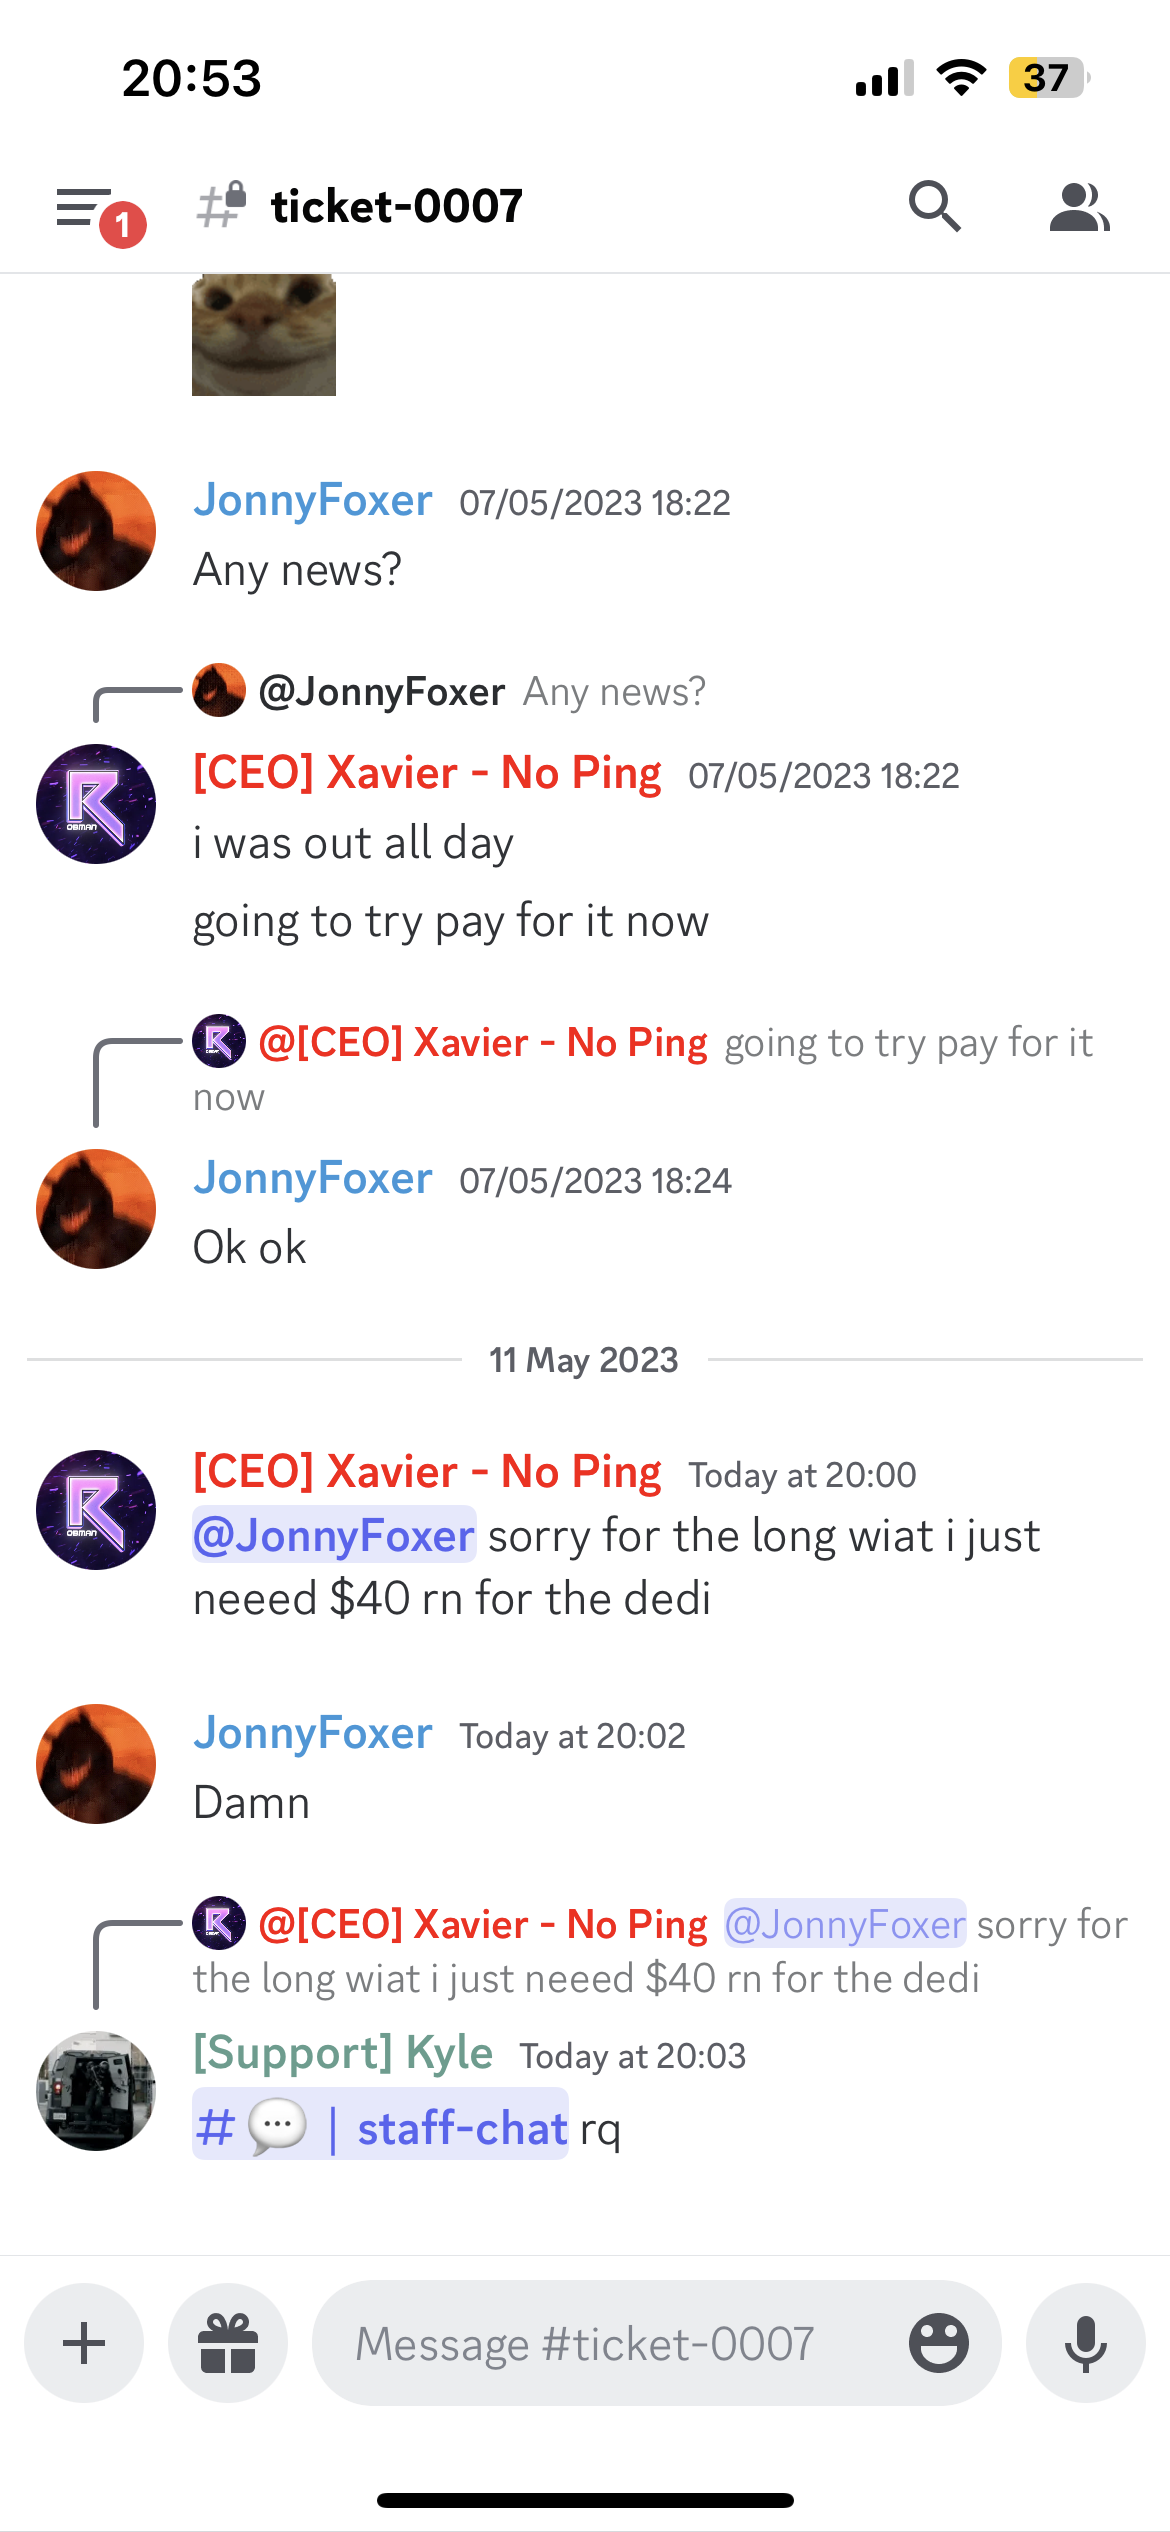 20:53
37
1
ticket-0007
JonnyFoxer 07/05/2023 18:22
Any news?
@JonnyFoxer Any news?
[CEO] Xavier - No Ping 07/05/2023 18:22
i was out all day
going to try pay for it now
@[CEO] Xavier - No Ping going to try pay for it
now
JonnyFoxer 07/05/2023 18:24
Ok ok
11 May 2023
[CEO] Xavier - No Ping Today at 20:00
@JonnyFoxer sorry for the long wiat i just
neeed $40 rn for the dedi
JonnyFoxer Today at 20:02
Damn
@[CEO] Xavier - No Ping @JonnyFoxer sorry for
the long wiat i just neeed $40 rn for the dedi
[Support] Kyle Today at 20:03
# 💬 | staff-chat rq
Message #ticket-0007